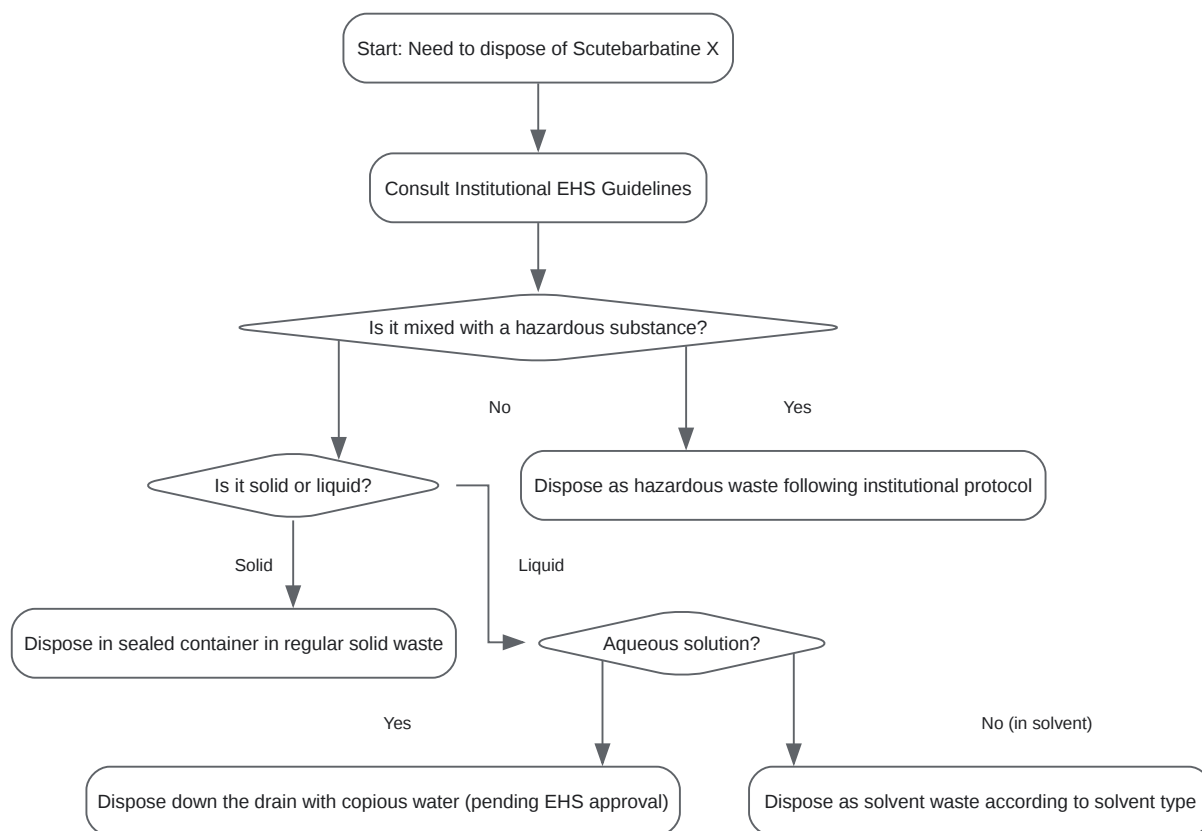 Start: Need to dispose of Scutebarbatine X
Consult Institutional EHS Guidelines
Is it mixed with a hazardous substance?
No
Yes
Is it solid or liquid?
Dispose as hazardous waste following institutional protocol
Solid
Liquid
Dispose in sealed container in regular solid waste
Aqueous solution?
Yes
No (in solvent)
Dispose down the drain with copious water (pending EHS approval)
Dispose as solvent waste according to solvent type